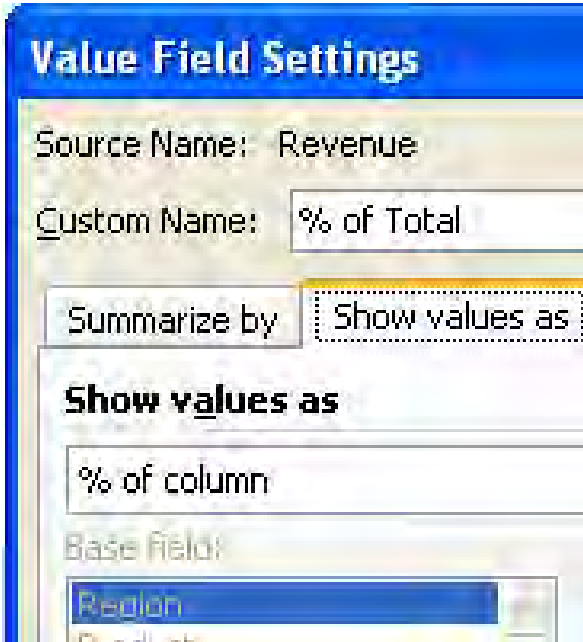 Value Field Settings
Source Name: Revenue
Custom Name: % of Total
Summarize by Show values as
Show values as
% of column
Base field:
Region